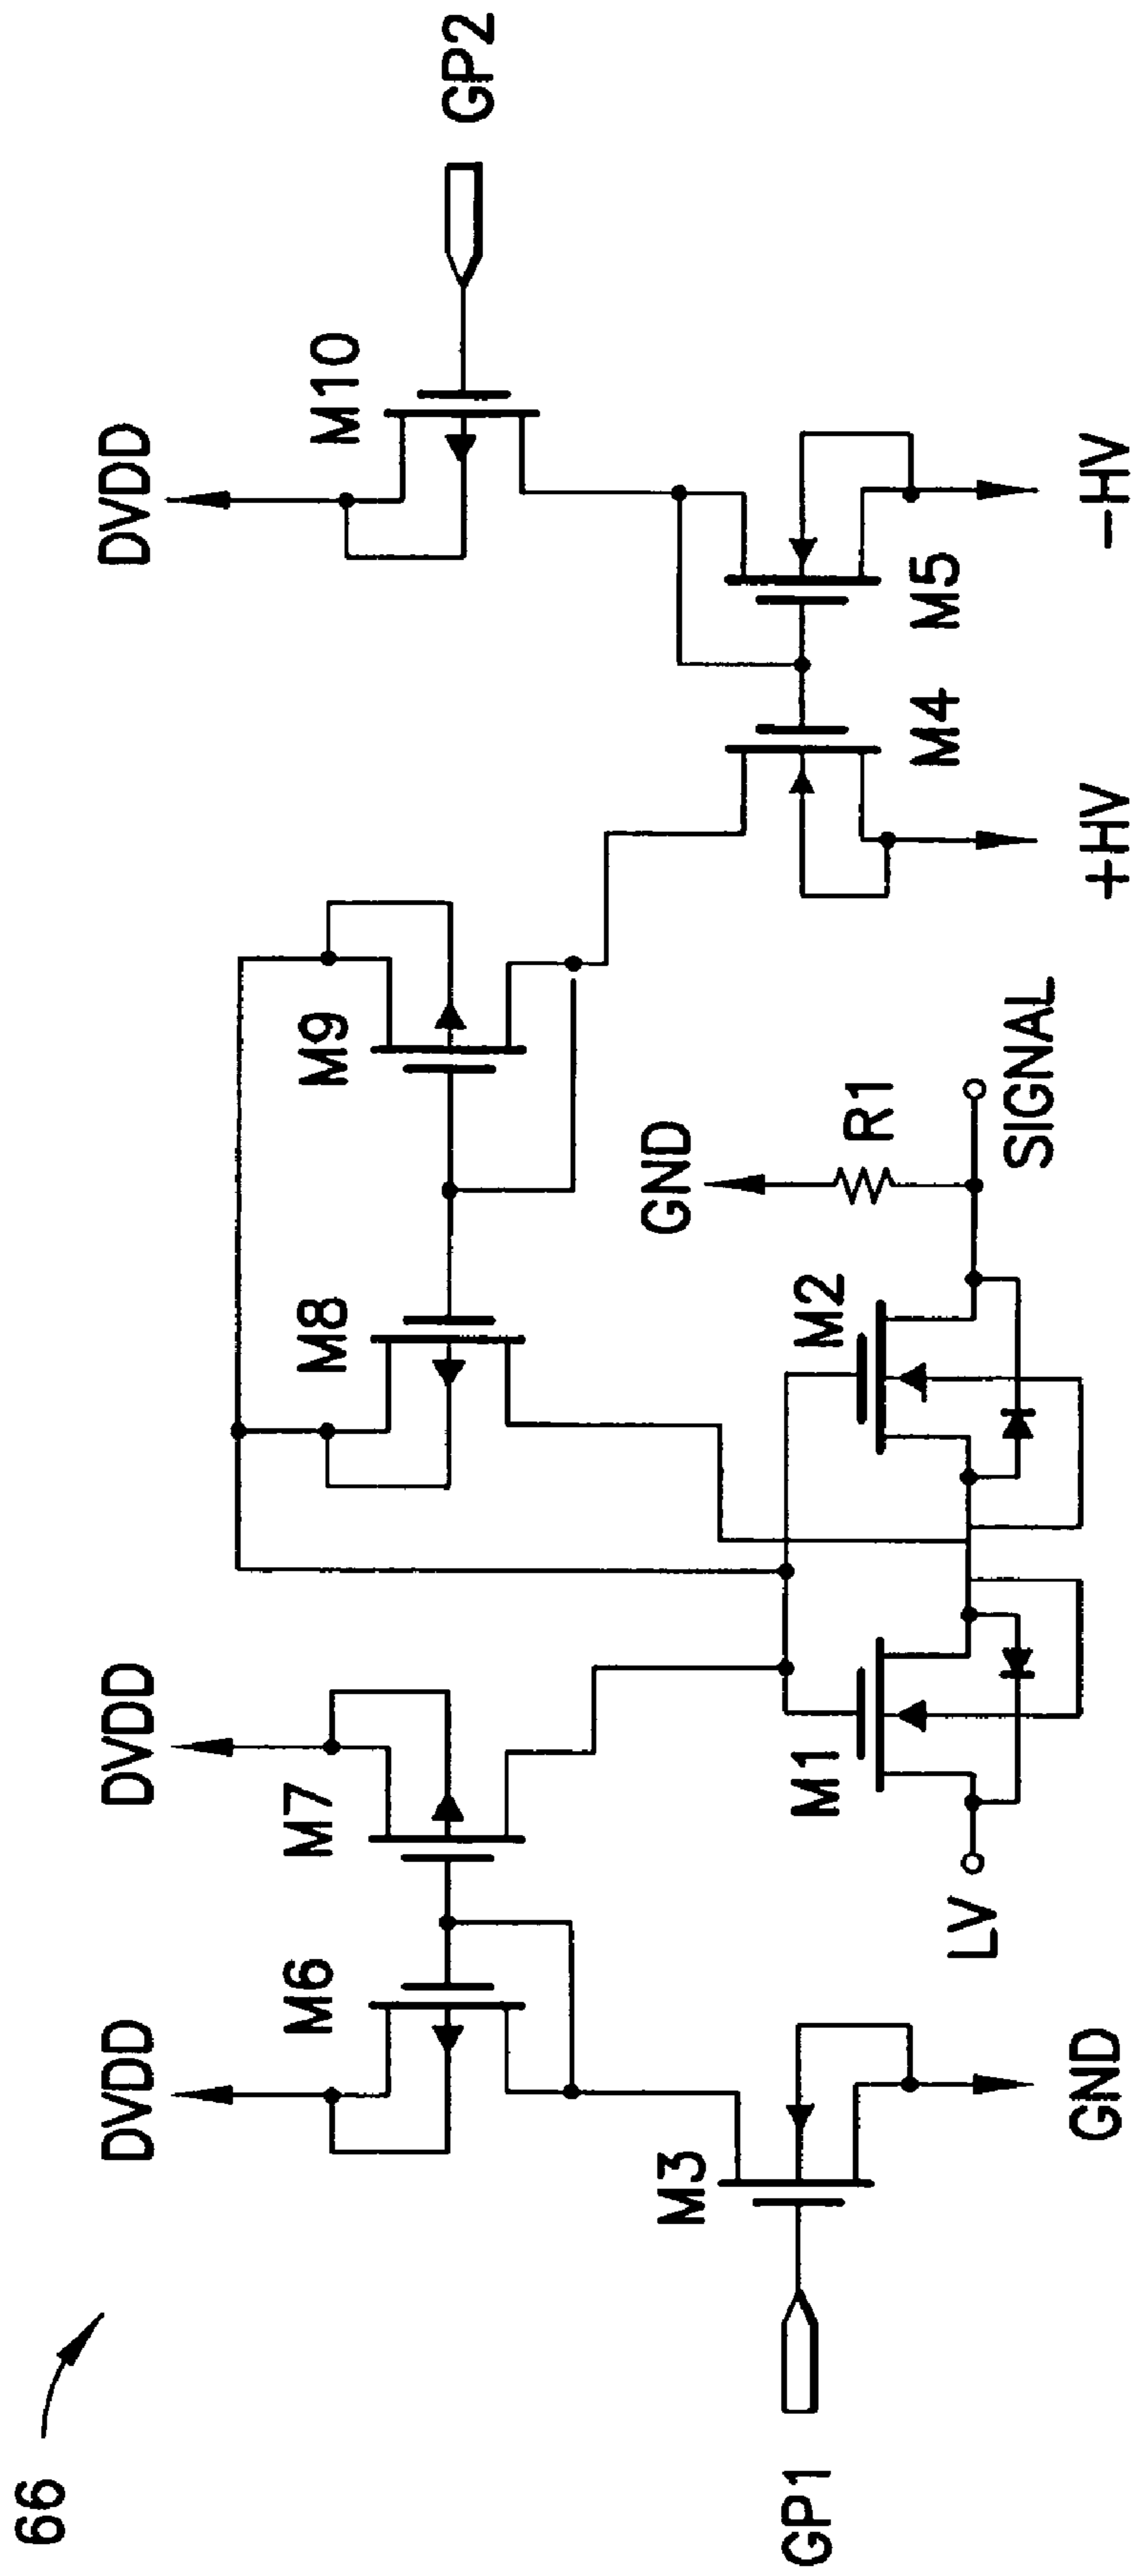 66
DVDD
DVDD
DVDD
M6
M7
M8
M9
M10
GP2
M3
GP1
GND
M1
M2
LV
GND
R1
SIGNAL
M4
M5
+HV
-HV